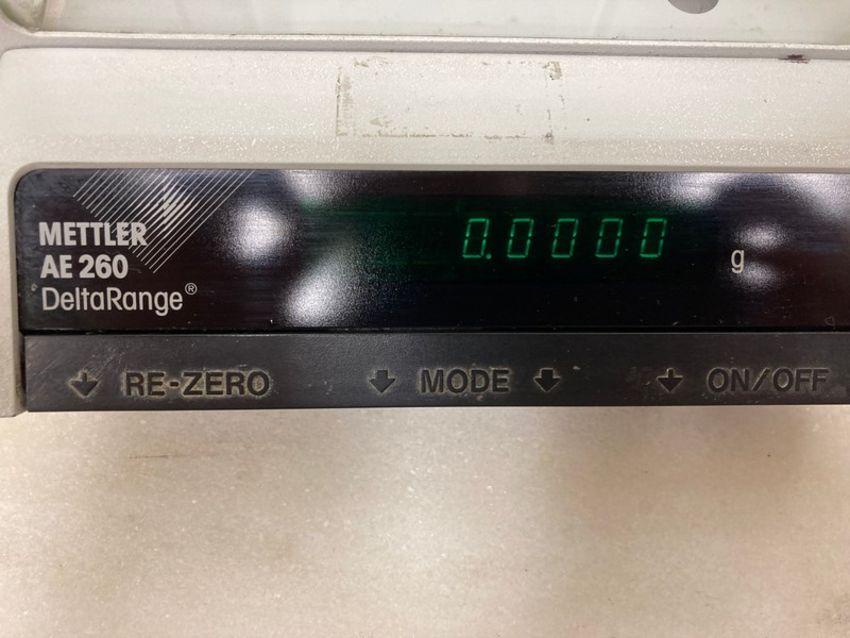 METTLER
AE 260
DeltaRange®
0.0000 g
RE-ZERO
MODE
ON/OFF